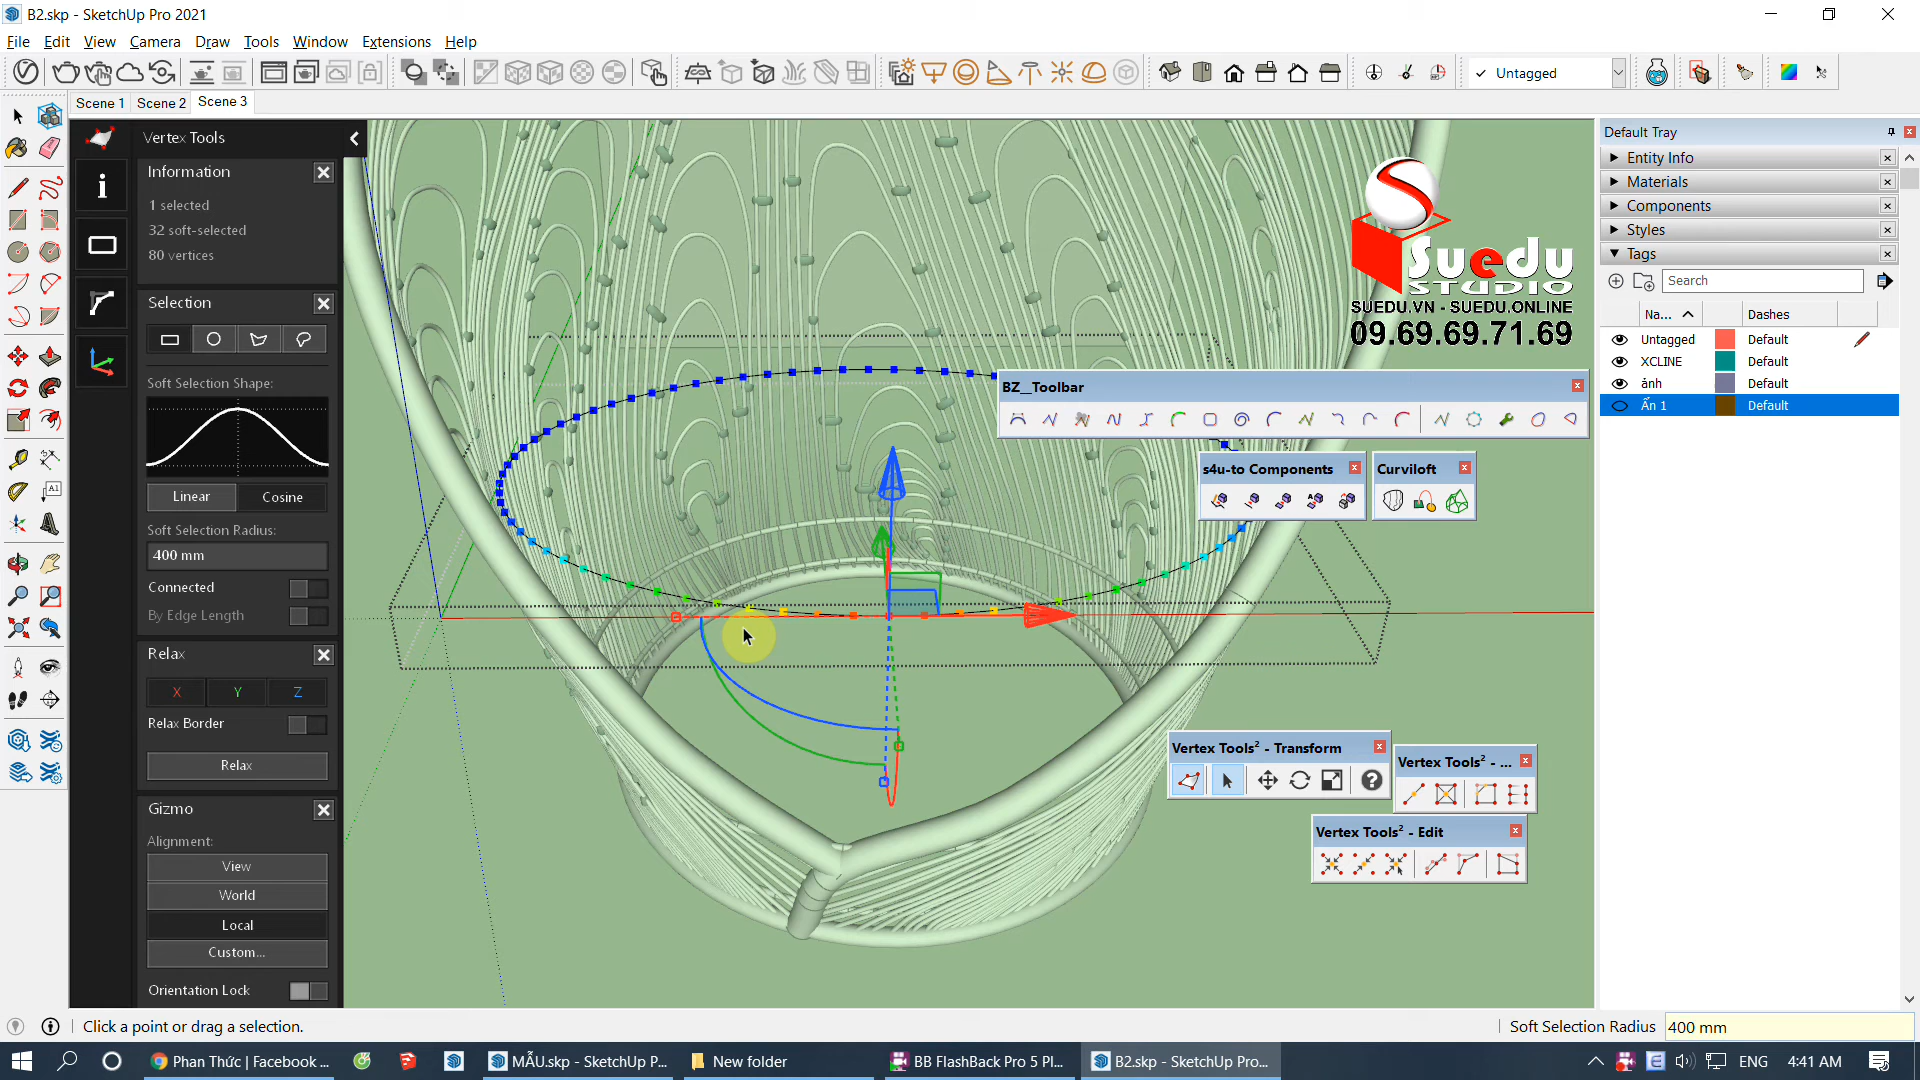 B2.skp - SketchUp Pro 2021
File Edit View Camera Draw Tools Window Extensions Help
Untagged
Scene 1 Scene 2 Scene 3
Vertex Tools
Information
1 selected
32 soft-selected
80 vertices
Selection
Soft Selection Shape:
Linear Cosine
Soft Selection Radius:
400 mm
Connected
By Edge Length
Relax
X Y Z
Relax Border
Relax
Gizmo
Alignment:
View
World
Local
Custom...
Orientation Lock
Suedu
STUDIO
SUEDU.VN - SUEDU.ONLINE
09.69.69.71.69
BZ__Toolbar
s4u-to Components
Curviloft
Vertex Tools² - Transform
Vertex Tools² - ...
Vertex Tools² - Edit
Default Tray
Entity Info
Materials
Components
Styles
Tags
Search
Na... Dashes
Untagged Default
XCLINE Default
ảnh Default
Ẩn 1 Default
Click a point or drag a selection.
Soft Selection Radius 400 mm
Phan Thức | Facebook ...
MẪU.skp - SketchUp P...
New folder
BB FlashBack Pro 5 Pl...
B2.skp - SketchUp Pro...
ENG 4:41 AM